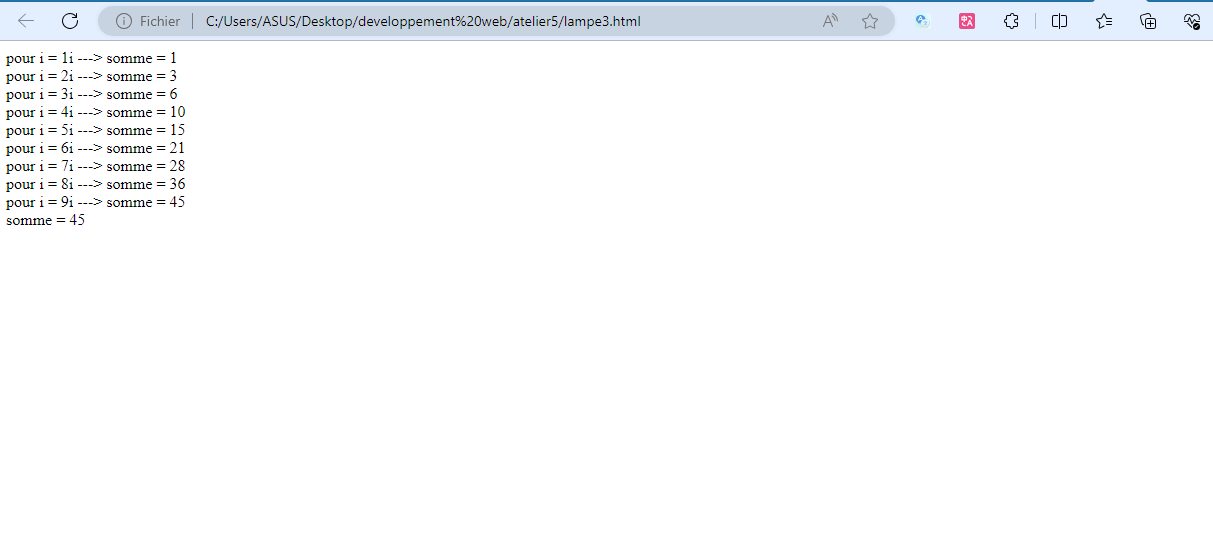 Fichier C:/Users/ASUS/Desktop/developpement%20web/atelier5/lampe3.html
pour i = 1i ---> somme = 1
pour i = 2i ---> somme = 3
pour i = 3i ---> somme = 6
pour i = 4i ---> somme = 10
pour i = 5i ---> somme = 15
pour i = 6i ---> somme = 21
pour i = 7i ---> somme = 28
pour i = 8i ---> somme = 36
pour i = 9i ---> somme = 45
somme = 45